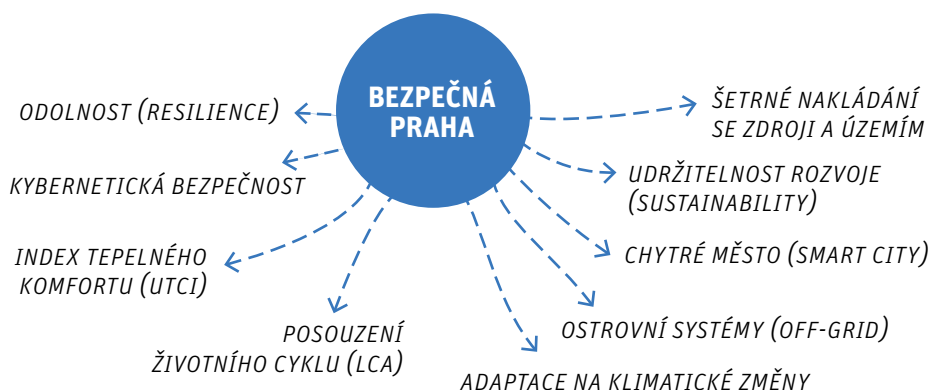 BEZPEČNÁ
PRAHA
ODOLNOST (RESILIENCE)
KYBERNETICKÁ BEZPEČNOST
INDEX TEPELNÉHO
KOMFORTU (UTCI)
POSOUZENÍ
ŽIVOTNÍHO CYKLU (LCA)
ADAPTACE NA KLIMATICKÉ ZMĚNY
OSTROVNÍ SYSTÉMY (OFF-GRID)
CHYTRÉ MĚSTO (SMART CITY)
UDRŽITELNOST ROZVOJE
(SUSTAINABILITY)
ŠETRNÉ NAKLÁDÁNÍ
SE ZDROJI A ÚZEMÍM